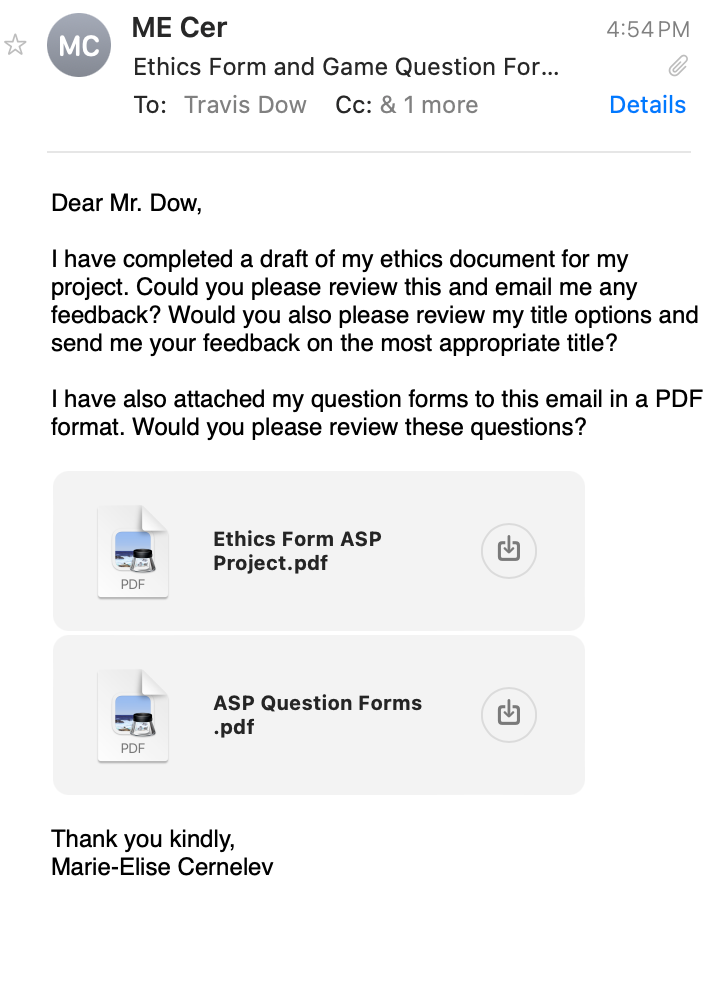 MC
ME Cer
4:54 PM
Ethics Form and Game Question For...
To: Travis Dow Cc: & 1 more
Details
Dear Mr. Dow,
I have completed a draft of my ethics document for my
project. Could you please review this and email me any
feedback? Would you also please review my title options and
send me your feedback on the most appropriate title?
I have also attached my question forms to this email in a PDF
format. Would you please review these questions?
PDF
Ethics Form ASP
Project.pdf
PDF
ASP Question Forms
.pdf
Thank you kindly,
Marie-Elise Cernelev